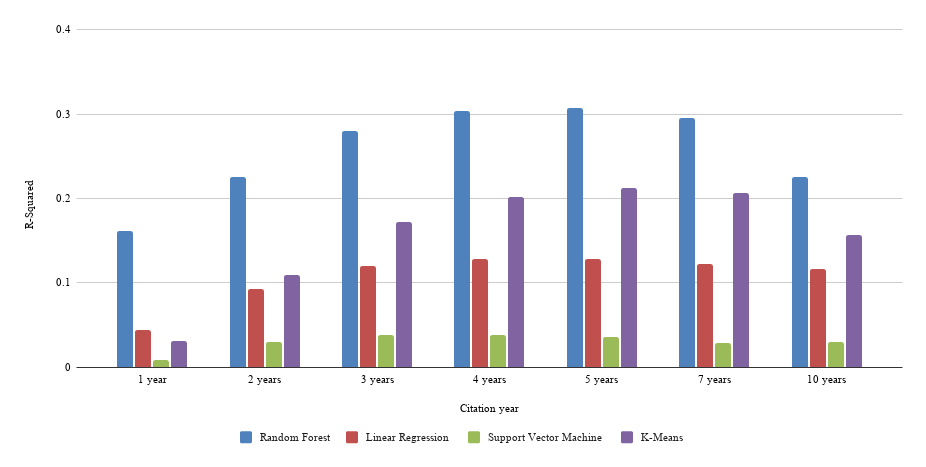 0.4
0.3
0.2
0.1
0
R-Squared
1 year 2 years 3 years 4 years 5 years 7 years 10 years
Citation year
Random Forest Linear Regression Support Vector Machine K-Means